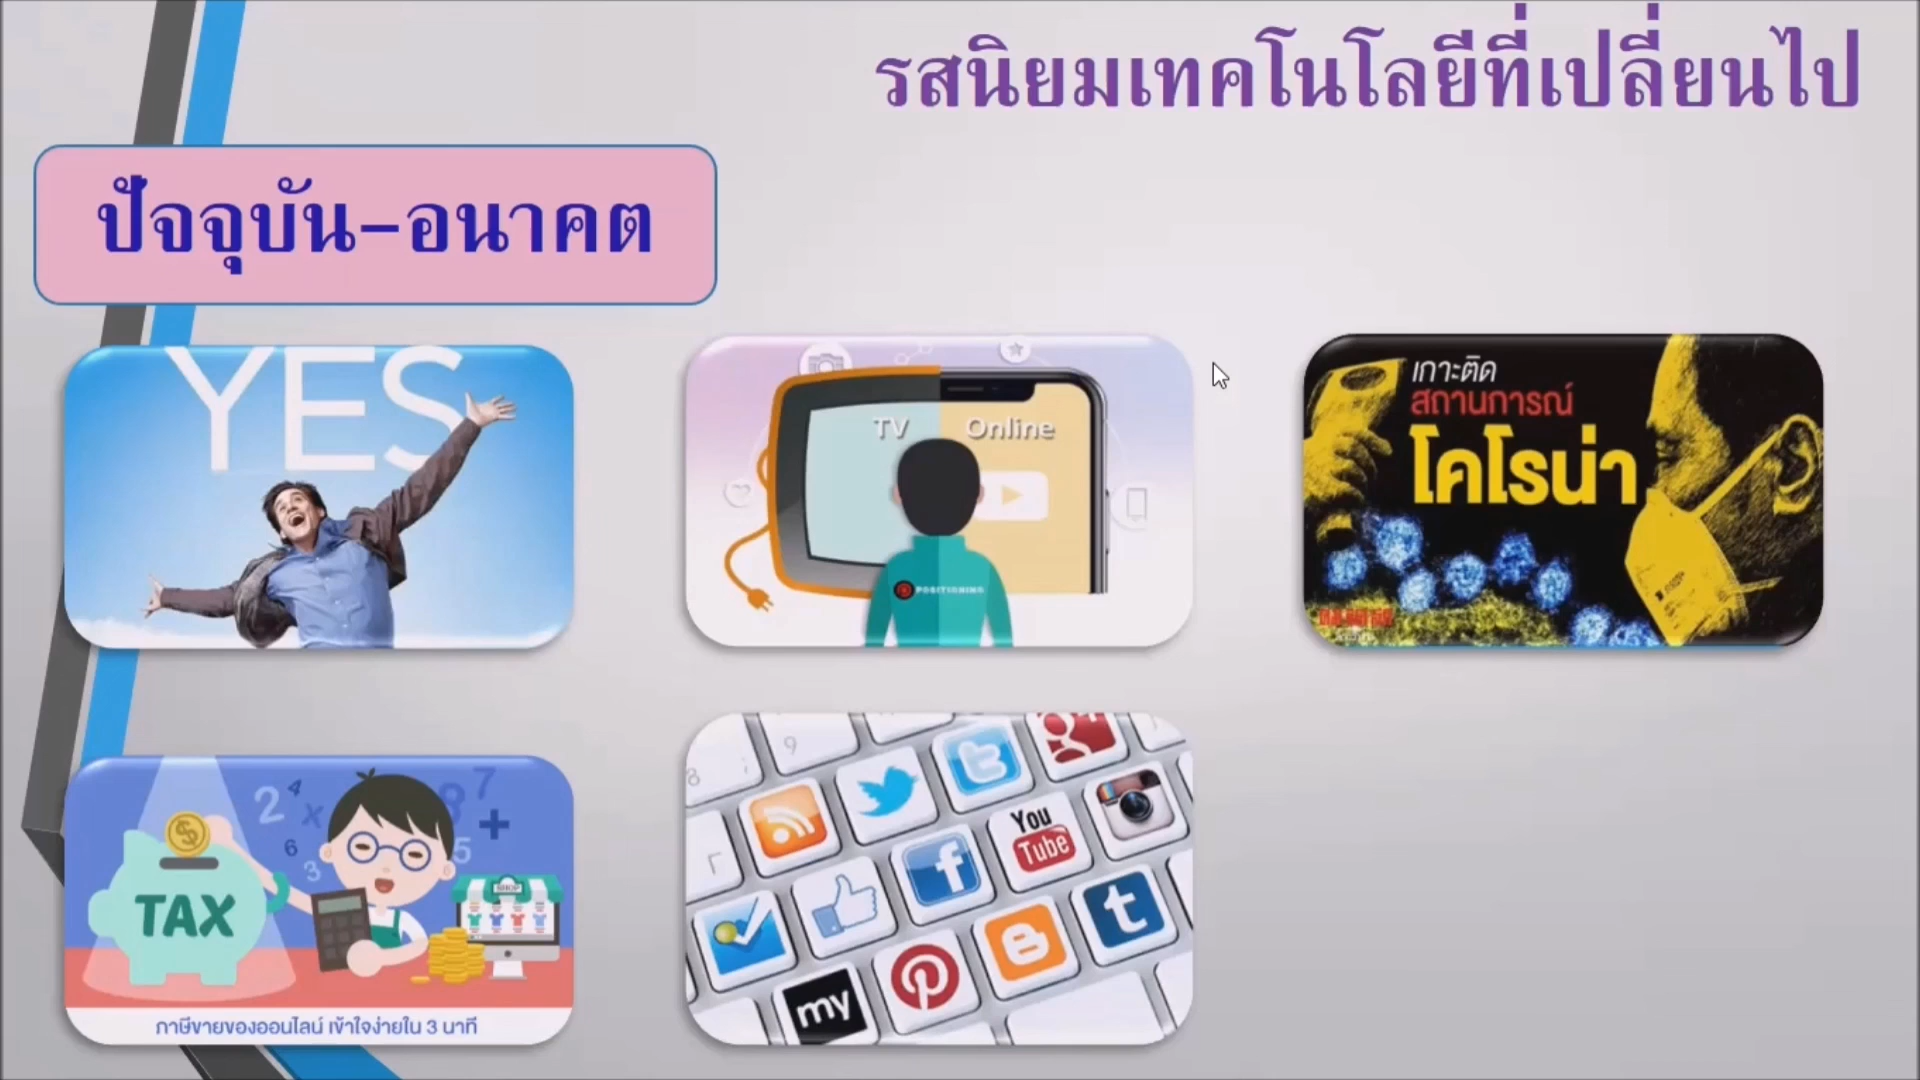 รสนิยมเทคโนโลยีที่เปลี่ยนไป
ปัจจุบัน-อนาคต
YES
TV Online
POSITIONING
เกาะติด
สถานการณ์
โคโรน่า
TAX
SHOP
ภาษีขายของออนไลน์ เข้าใจง่ายใน 3 นาที
You
Tube
my